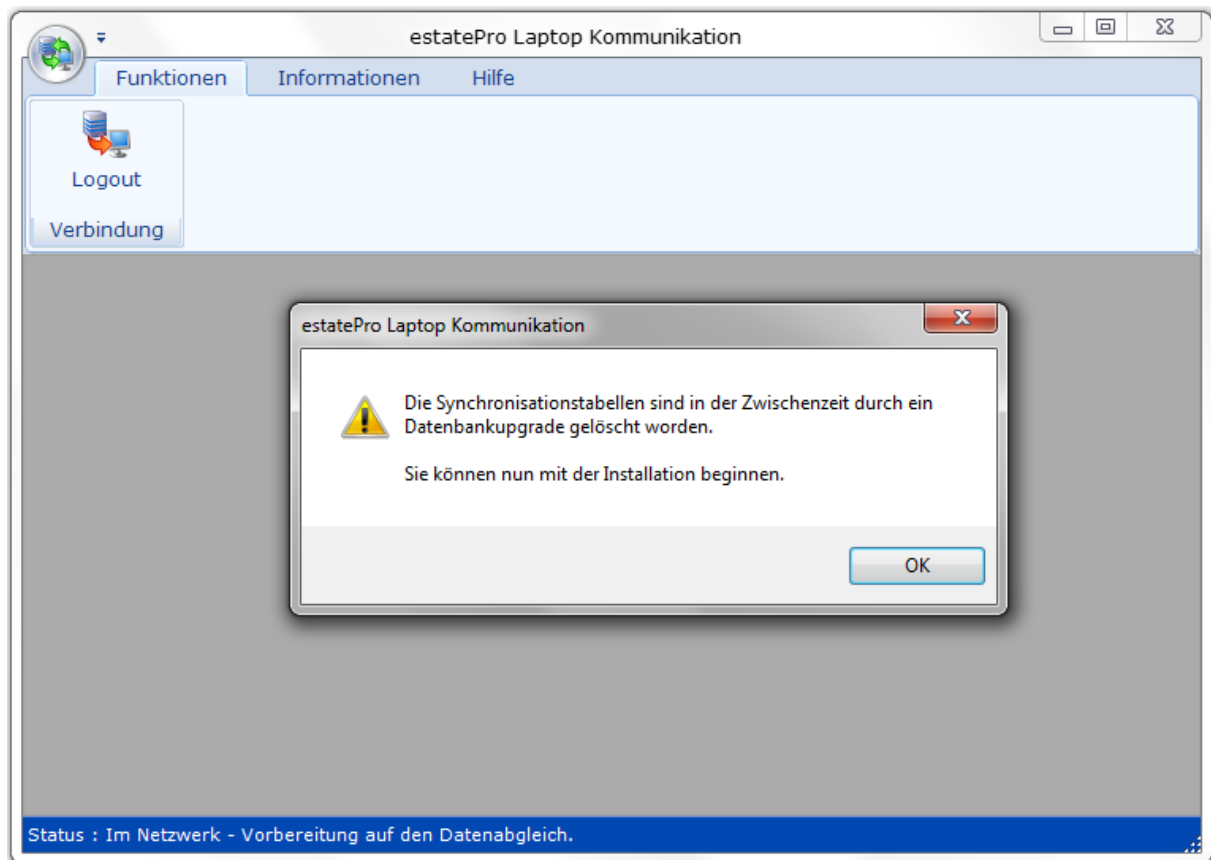 estatePro Laptop Kommunikation
Funktionen Informationen Hilfe
Logout
Verbindung
estatePro Laptop Kommunikation
Die Synchronisationstabellen sind in der Zwischenzeit durch ein
Datenbankupgrade gelöscht worden.
Sie können nun mit der Installation beginnen.
OK
Status : Im Netzwerk - Vorbereitung auf den Datenabgleich.